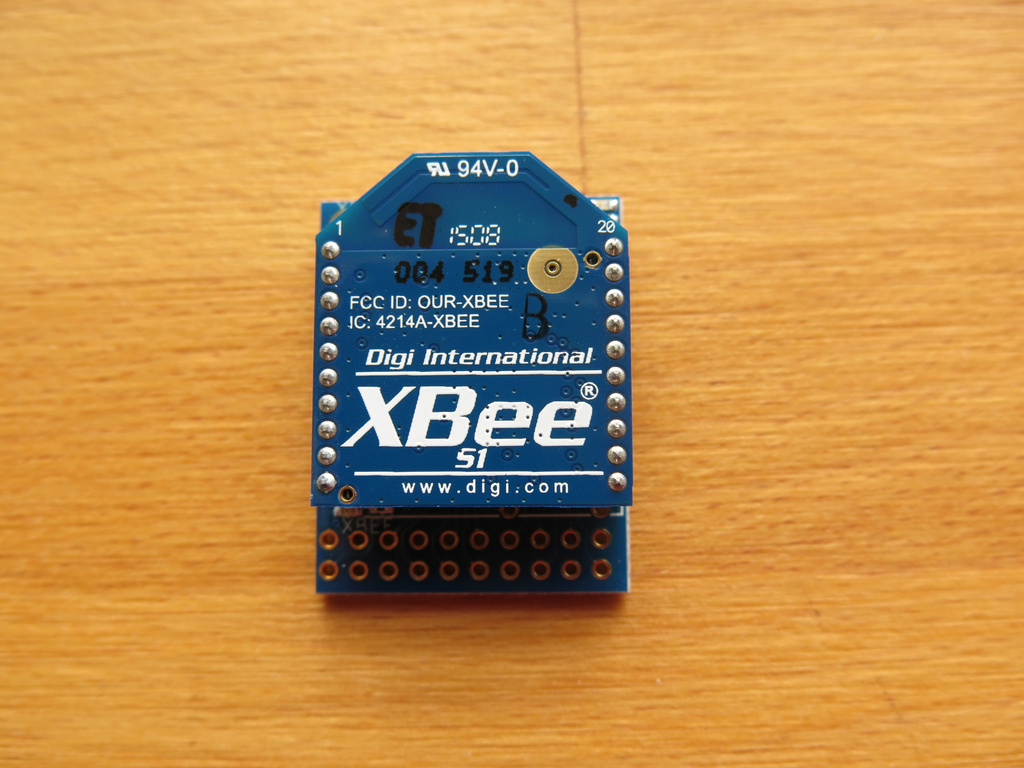 94V-0
1 20
ET 1508
004 519
FCC ID: OUR-XBEE
IC: 4214A-XBEE
B
Digi International
XBee®
S1
www.digi.com
XBEE